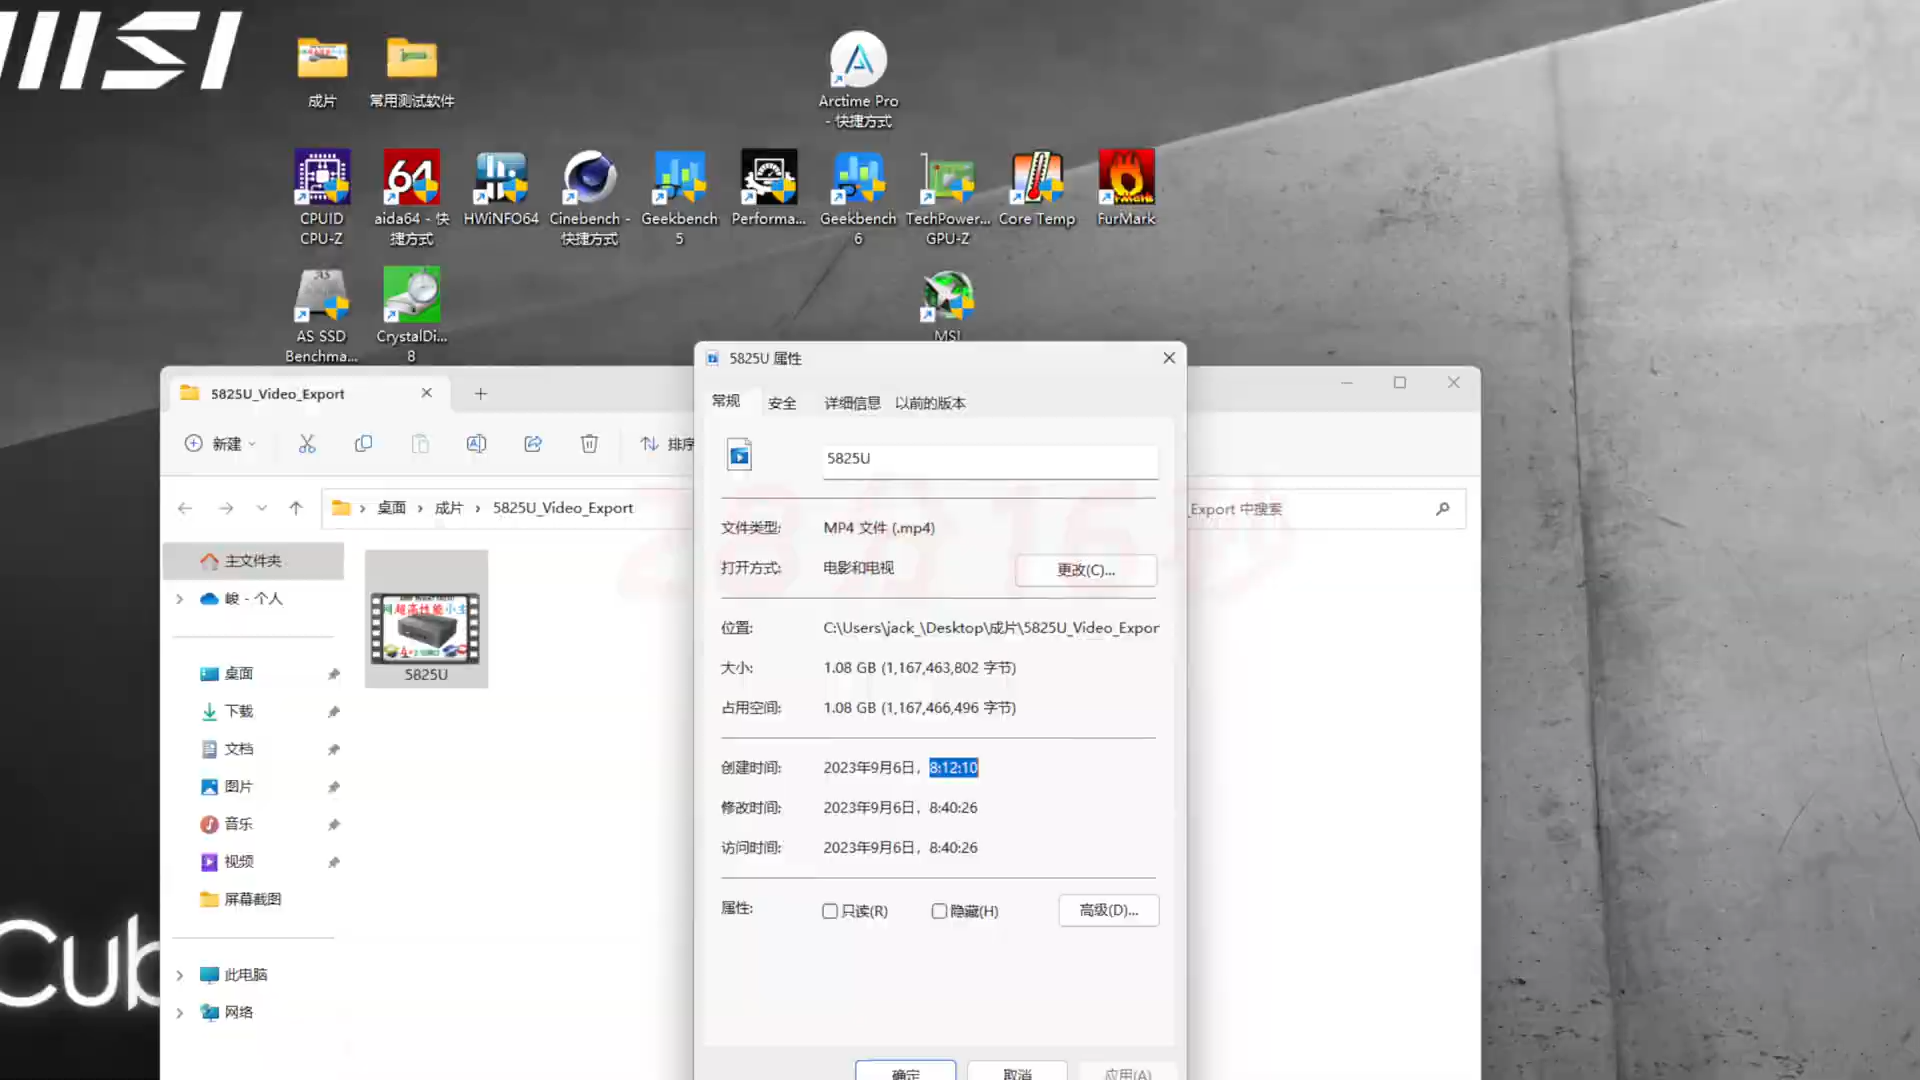 MSI
成片
常用测试软件
Arctime Pro
- 快捷方式
CPUID
CPU-Z
aida64 - 快
捷方式
HWiNFO64
Cinebench -
快捷方式
Geekbench
5
Performa...
Geekbench
6
TechPower...
GPU-Z
Core Temp
FurMark
AS SSD
Benchma...
CrystalDi...
8
MSI
5825U_Video_Export
新建
排序
桌面
成片
5825U_Video_Export
_Export 中搜索
主文件夹
峻 - 个人
桌面
下载
文档
图片
音乐
视频
屏幕截图
此电脑
网络
5825U
5825U 属性
常规
安全
详细信息
以前的版本
5825U
28分16秒
文件类型:
MP4 文件 (.mp4)
打开方式:
电影和电视
更改(C)...
位置:
C:\Users\jack_\Desktop\成片\5825U_Video_Expor
大小:
1.08 GB (1,167,463,802 字节)
占用空间:
1.08 GB (1,167,466,496 字节)
创建时间:
2023年9月6日，8:12:10
修改时间:
2023年9月6日，8:40:26
访问时间:
2023年9月6日，8:40:26
属性:
只读(R)
隐藏(H)
高级(D)...
确定
取消
应用(A)
Cub